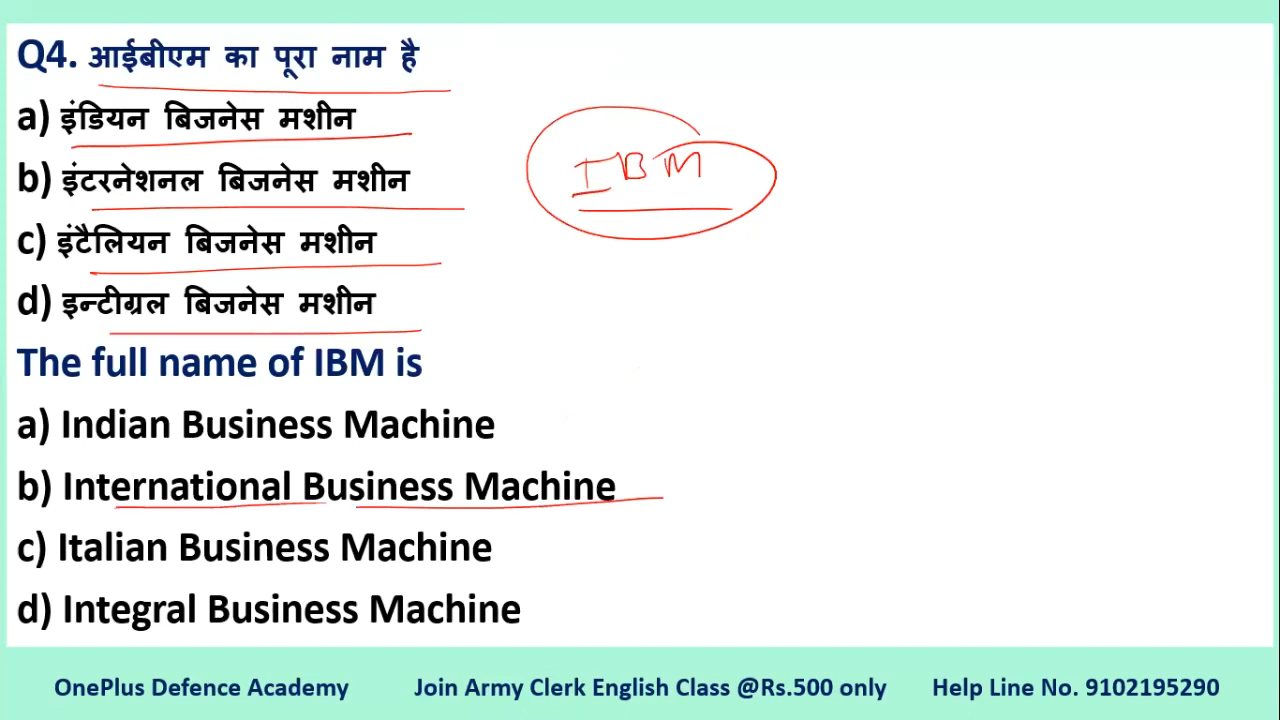 Q4. आईबीएम का पूरा नाम है
a) इंडियन बिजनेस मशीन
b) इंटरनेशनल बिजनेस मशीन
c) इंटैलियन बिजनेस मशीन
d) इन्टीग्रल बिजनेस मशीन
IBM
The full name of IBM is
a) Indian Business Machine
b) International Business Machine
c) Italian Business Machine
d) Integral Business Machine
OnePlus Defence Academy Join Army Clerk English Class @Rs.500 only Help Line No. 9102195290